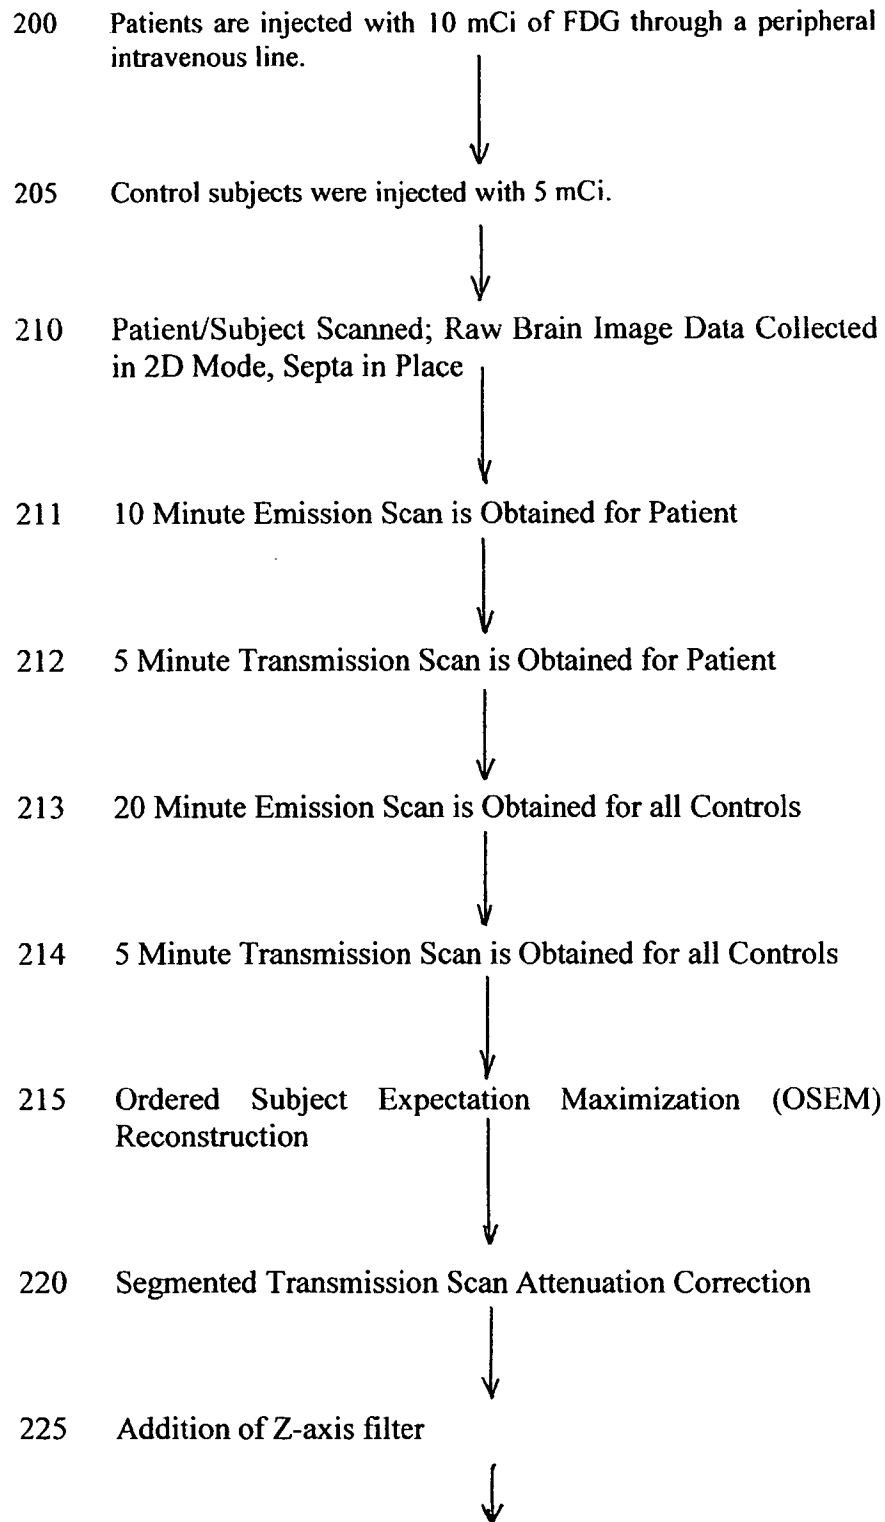 200 Patients are injected with 10 mCi of FDG through a peripheral
intravenous line.
205 Control subjects were injected with 5 mCi.
210 Patient/Subject Scanned; Raw Brain Image Data Collected
in 2D Mode, Septa in Place
211 10 Minute Emission Scan is Obtained for Patient
212 5 Minute Transmission Scan is Obtained for Patient
213 20 Minute Emission Scan is Obtained for all Controls
214 5 Minute Transmission Scan is Obtained for all Controls
215 Ordered Subject Expectation Maximization (OSEM)
Reconstruction
220 Segmented Transmission Scan Attenuation Correction
225 Addition of Z-axis filter